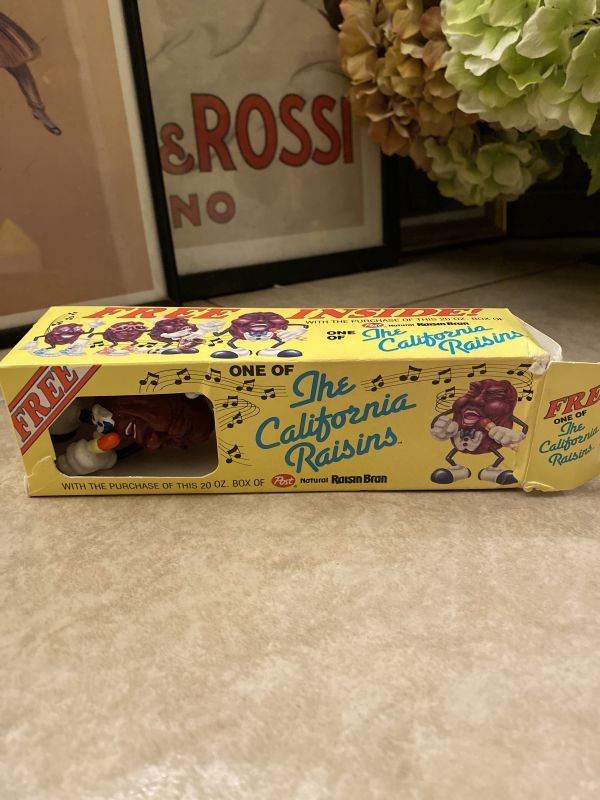 &ROSSI
NO
FREE INSIDE!
WITH THE PURCHASE OF THIS 20 OZ. BOX OF
Post Natural Raisin Bran
ONE OF
The California Raisins
FREE
ONE OF
The
California
Raisins™
WITH THE PURCHASE OF THIS 20 OZ. BOX OF Post Natural Raisin Bran
FRE
ONE OF
The
California
Raisins